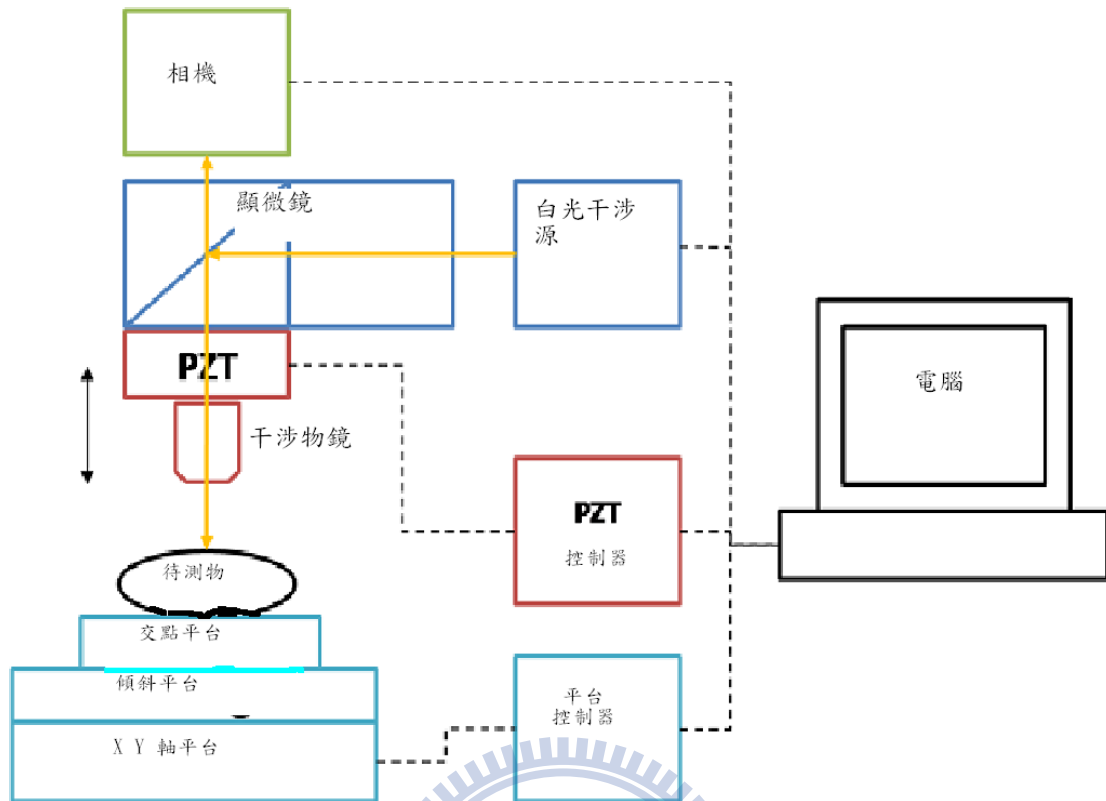 相機
顯微鏡
白光干涉
源
PZT
干涉物鏡
電腦
PZT
控制器
待測物
交點平台
傾斜平台
X Y 軸平台
平台
控制器